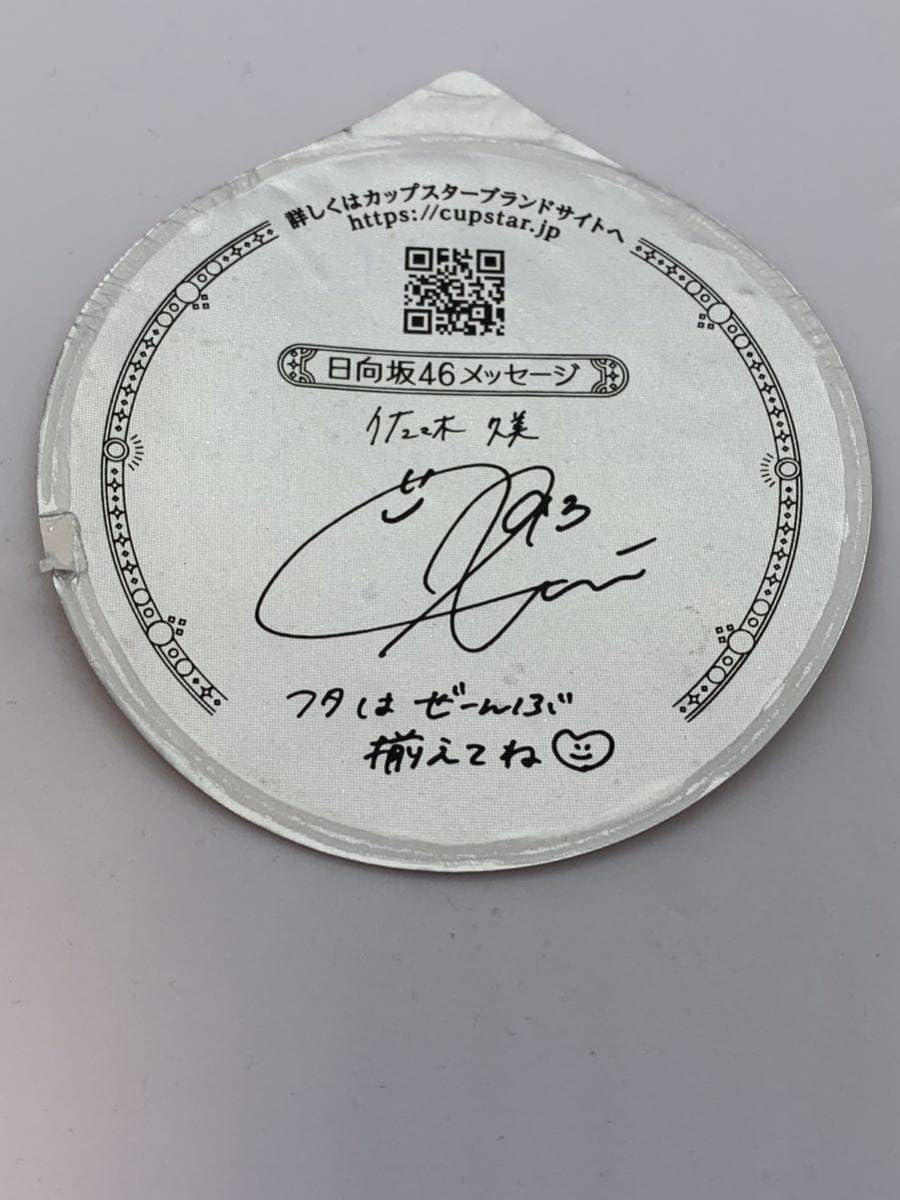 詳しくはカップスターブランドサイトへ
https://cupstar.jp
日向坂46メッセージ
佐々木 久美
フタは ぜーんぶ
揃えてね